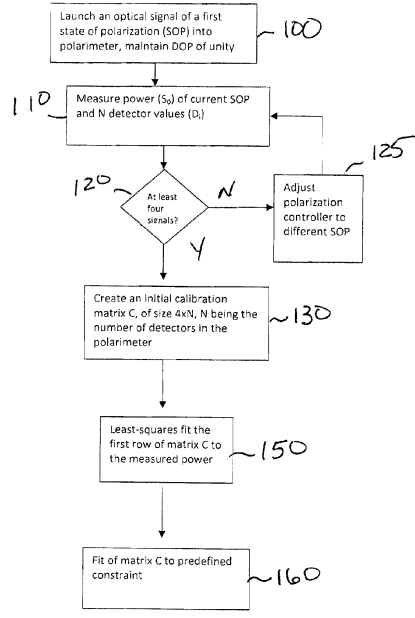 Launch an optical signal of a first
state of polarization (SOP) into
polarimeter, maintain DOP of unity
100
110
Measure power (S₀) of current SOP
and N detector values (Dᵢ)
120
At least
four
signals?
N
Y
125
Adjust
polarization
controller to
different SOP
Create an initial calibration
matrix C, of size 4xN, N being the
number of detectors in the
polarimeter
130
Least-squares fit the
first row of matrix C to
the measured power
150
Fit of matrix C to predefined
constraint
160